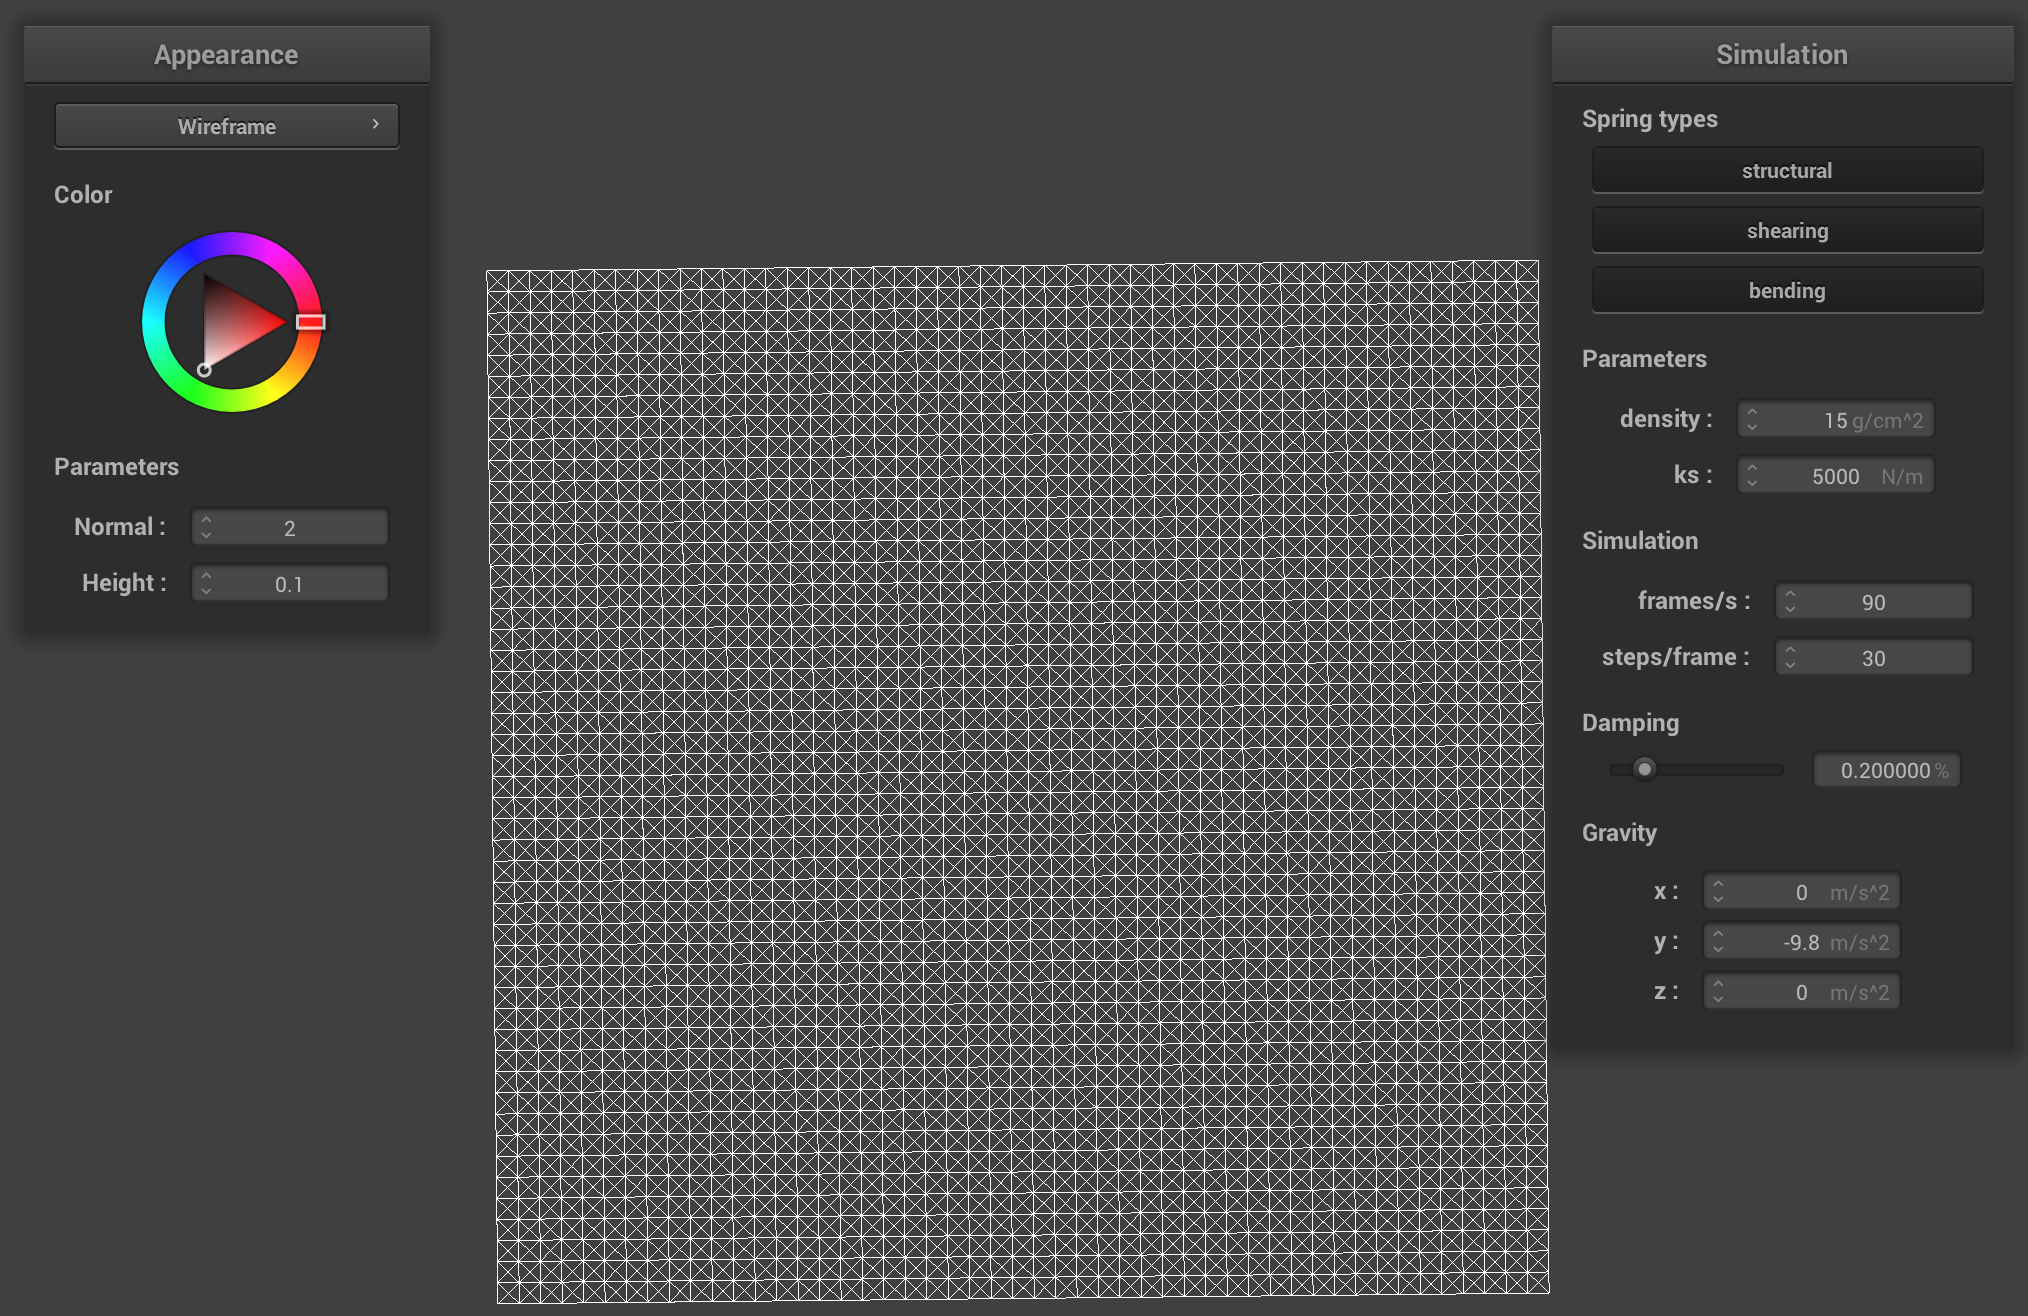 Appearance
Wireframe
Color
Parameters
Normal : 2
Height : 0.1
Simulation
Spring types
structural
shearing
bending
Parameters
density : 15 g/cm^2
ks : 5000 N/m
Simulation
frames/s : 90
steps/frame : 30
Damping
0.200000 %
Gravity
x : 0 m/s^2
y : -9.8 m/s^2
z : 0 m/s^2